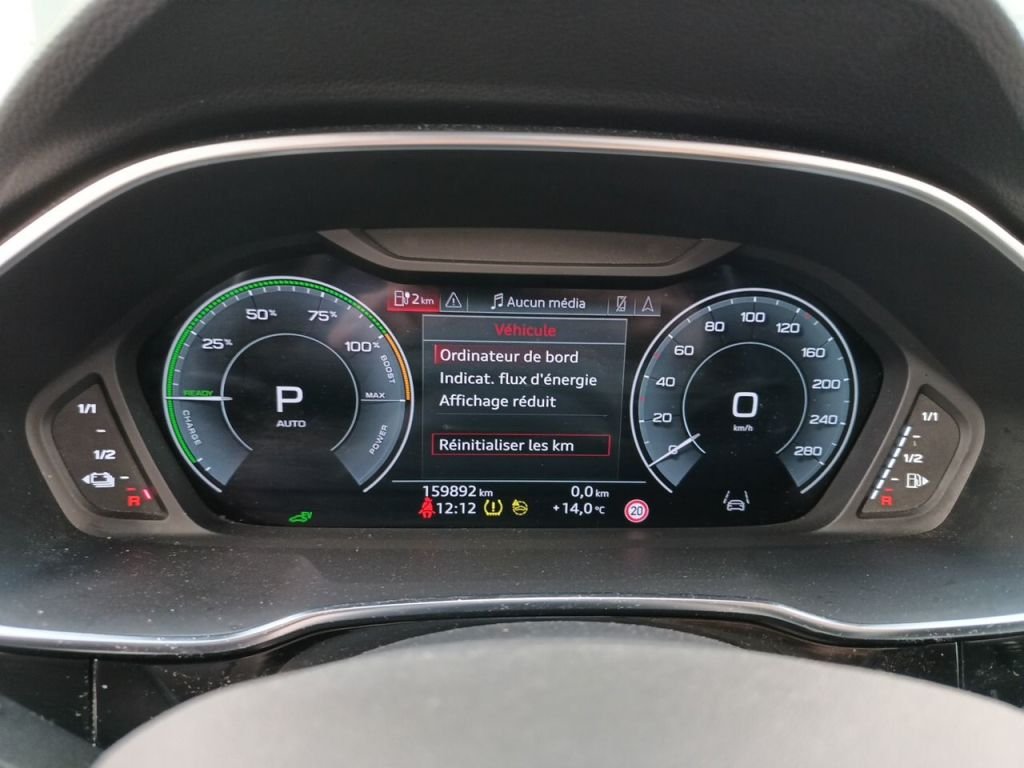 2 km
Aucun média
Véhicule
Ordinateur de bord
Indicat. flux d'énergie
Affichage réduit
Réinitialiser les km
159892 km
0,0 km
12:12
+14,0 °C
20
25%
50%
75%
100%
BOOST
MAX
POWER
READY
CHARGE
P
AUTO
EV
0
20
40
60
80
100
120
160
200
240
280
0
km/h
1/1
1/2
R
1/1
1/2
R